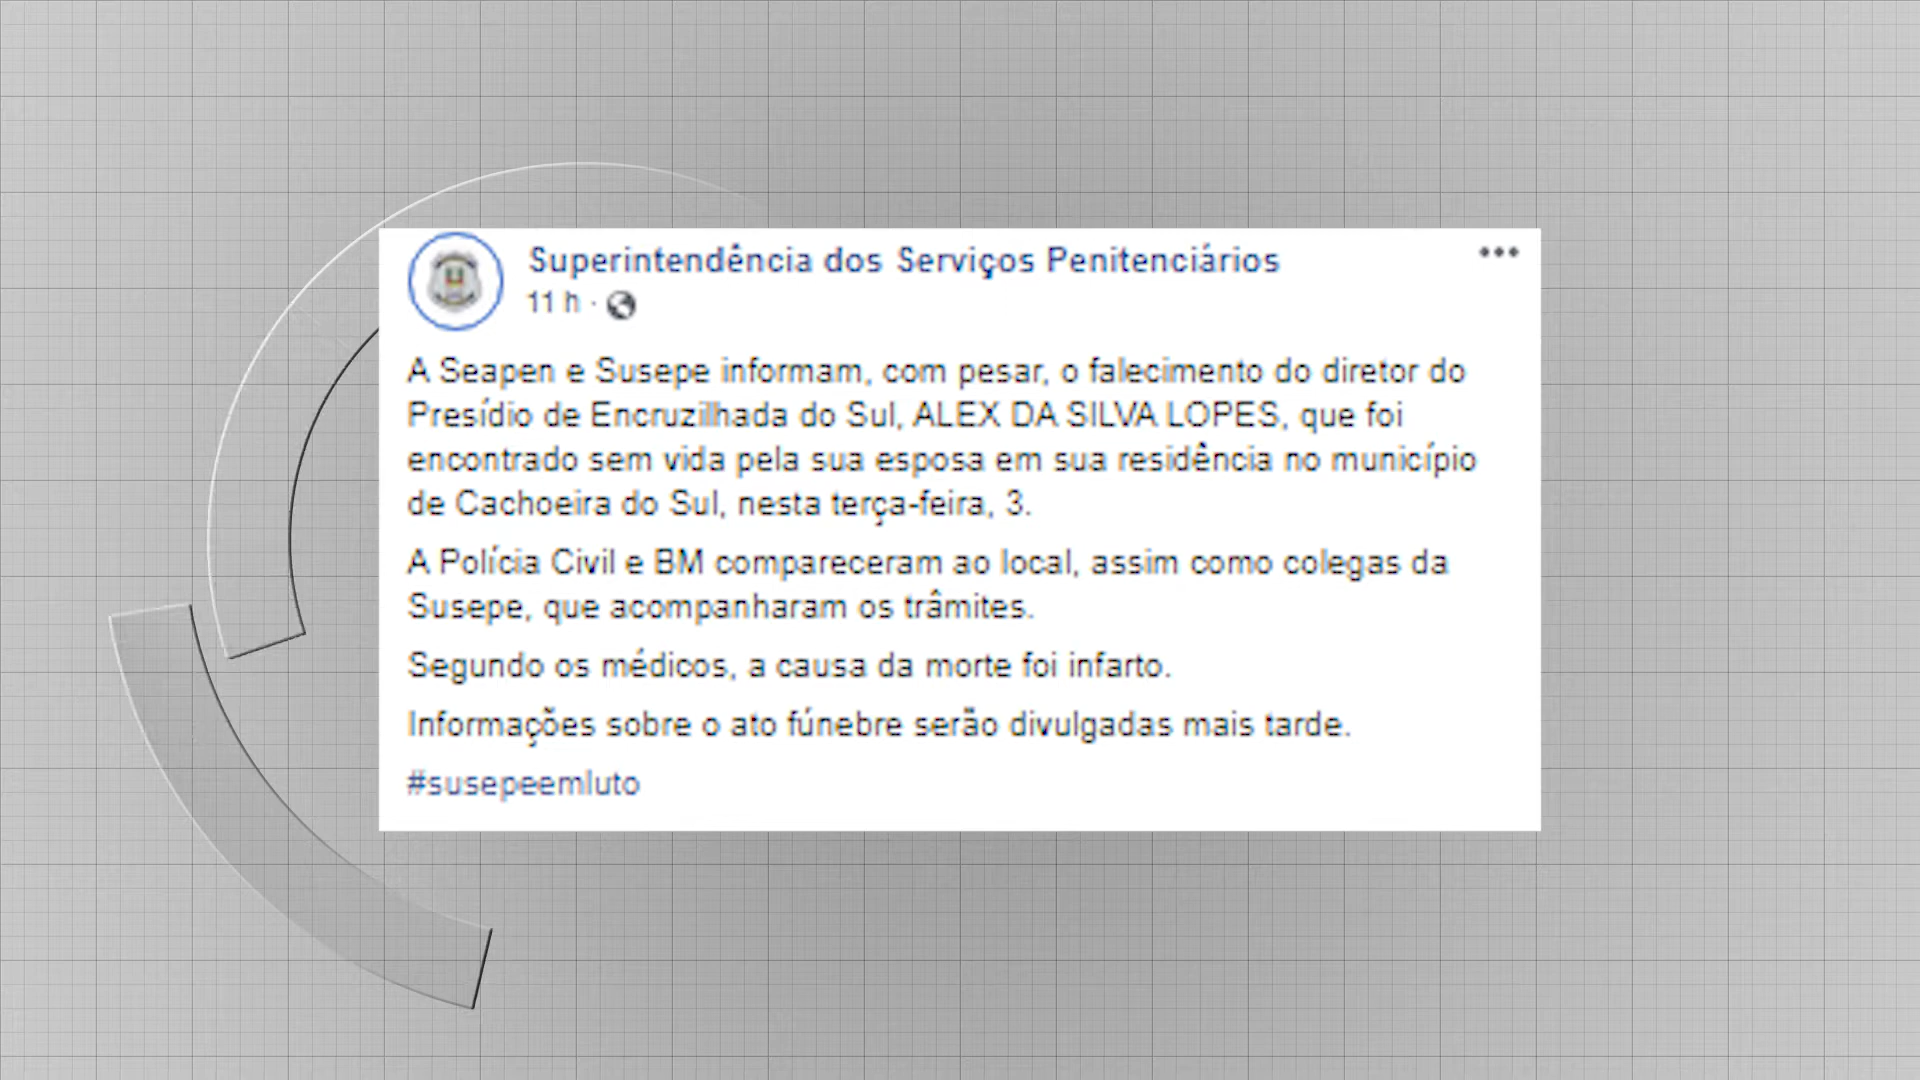 Superintendência dos Serviços Penitenciários
11 h ·
A Seapen e Susepe informam, com pesar, o falecimento do diretor do
Presídio de Encruzilhada do Sul, ALEX DA SILVA LOPES, que foi
encontrado sem vida pela sua esposa em sua residência no município
de Cachoeira do Sul, nesta terça-feira, 3.
A Polícia Civil e BM compareceram ao local, assim como colegas da
Susepe, que acompanharam os trâmites.
Segundo os médicos, a causa da morte foi infarto.
Informações sobre o ato fúnebre serão divulgadas mais tarde.
#susepeemluto